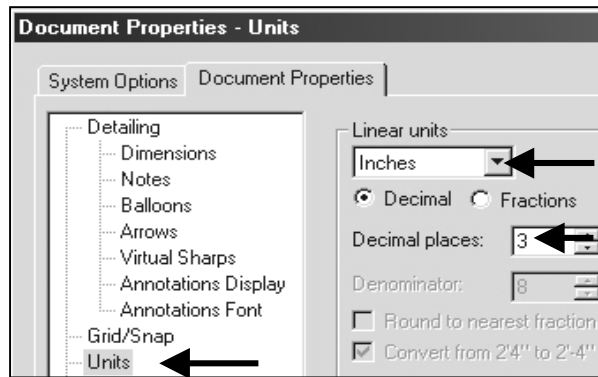 Document Properties - Units
System Options Document Properties
Detailing
Dimensions
Notes
Balloons
Arrows
Virtual Sharps
Annotations Display
Annotations Font
Grid/Snap
Units
Linear units
Inches
Decimal Fractions
Decimal places: 3
Denominator: 8
Round to nearest fraction
Convert from 2'4" to 2'-4"